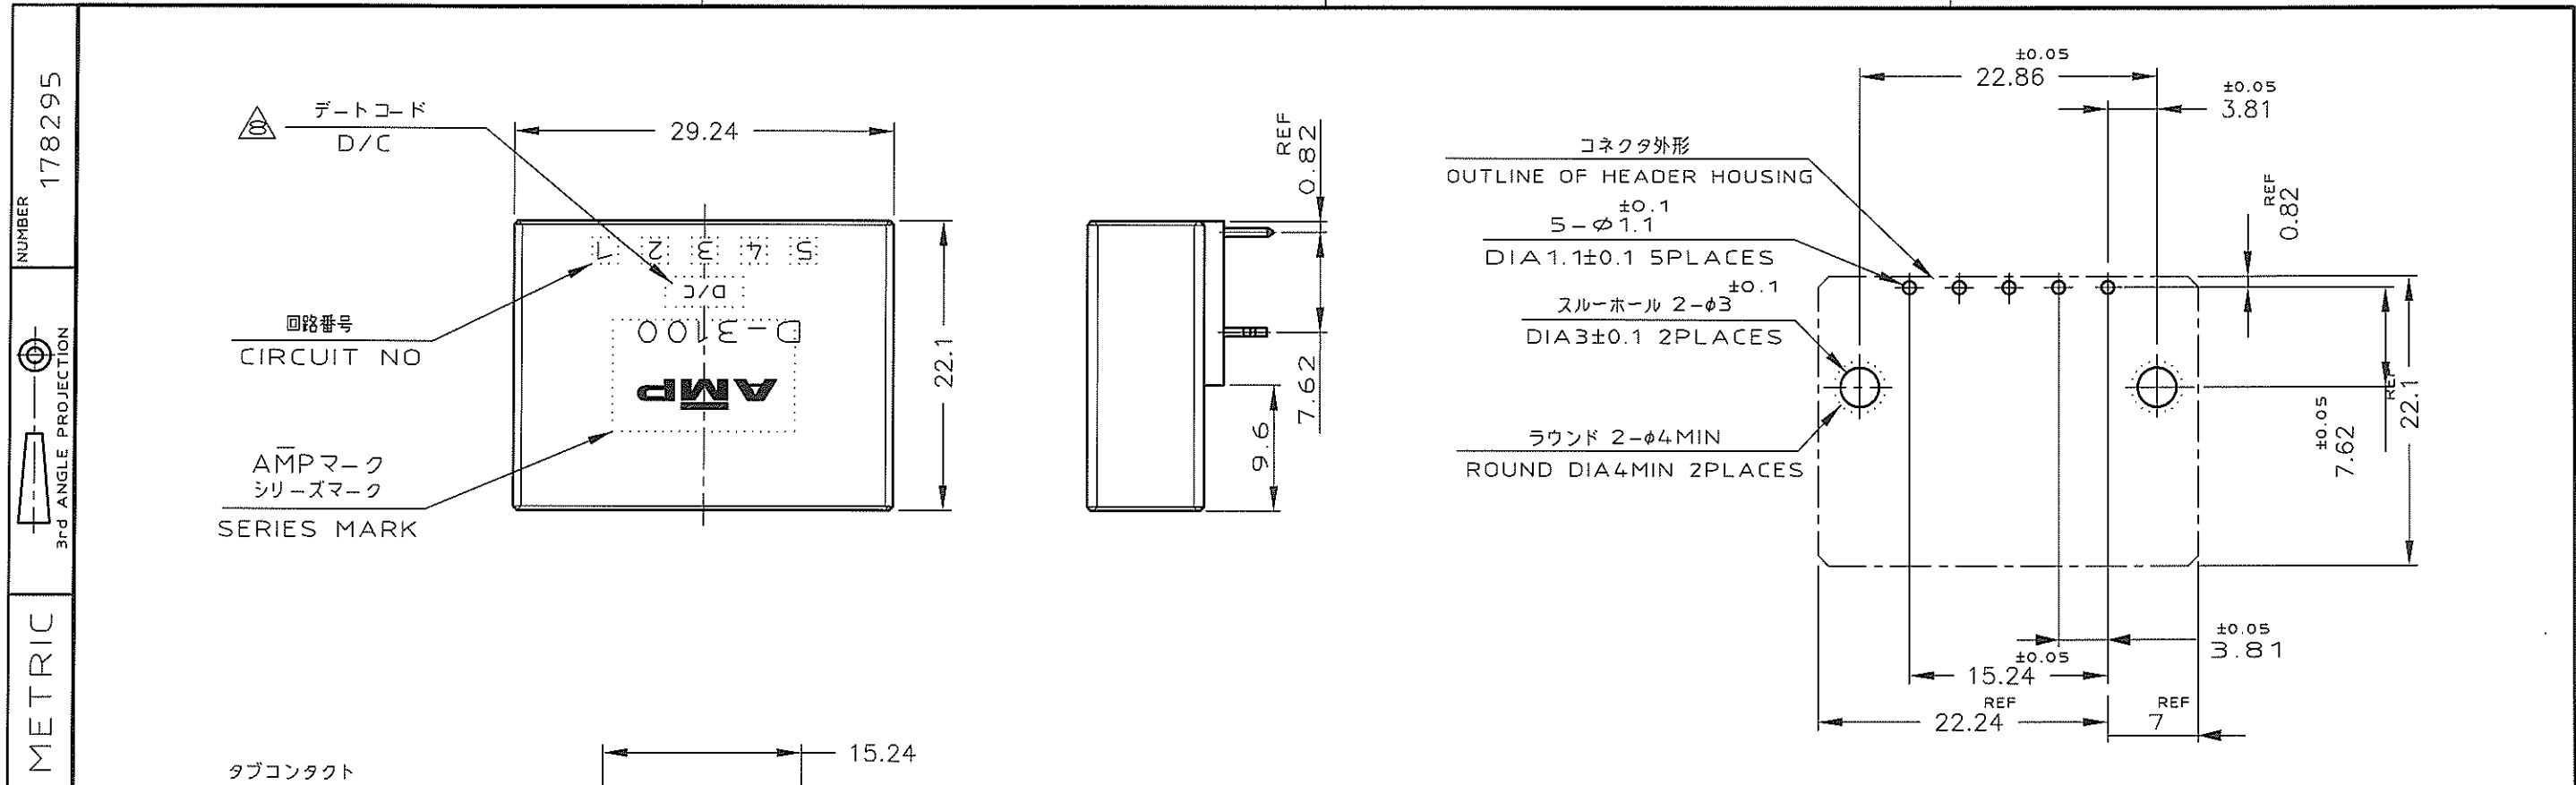 NUMBER
178295
3rd ANGLE PROJECTION
METRIC
8
デートコード
D/C
29.24
1 2 3 4 5
D/C
回路番号
CIRCUIT NO
D-3100
AMP
22.1
AMPマーク
シリーズマーク
SERIES MARK
REF
0.82
7.62
9.6
±0.05
22.86
±0.05
3.81
コネクタ外形
OUTLINE OF HEADER HOUSING
±0.1
5-φ1.1
DIA1.1±0.1 5PLACES
±0.1
スルーホール 2-φ3
DIA3±0.1 2PLACES
ラウンド 2-φ4MIN
ROUND DIA4MIN 2PLACES
REF
0.82
±0.05
7.62
REF
22.1
±0.05
3.81
±0.05
15.24
REF
22.24
REF
7
15.24
タブコンタクト